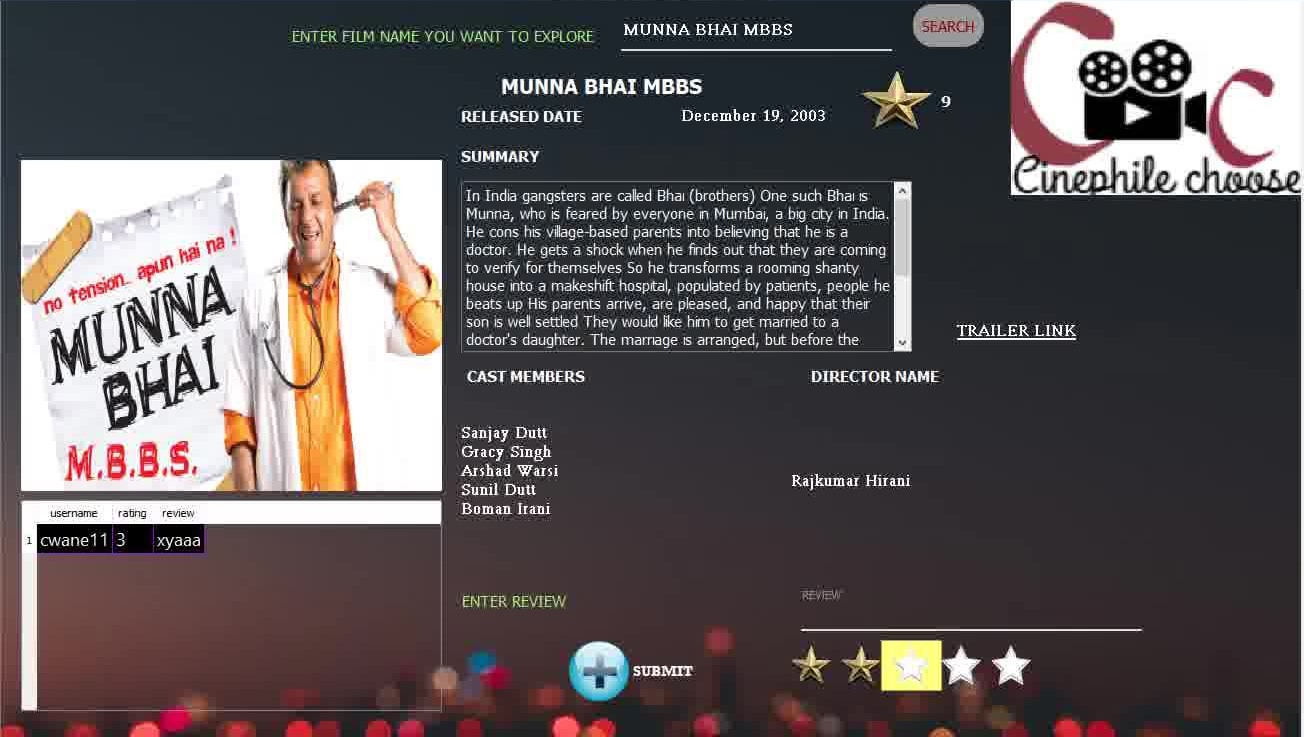 ENTER FILM NAME YOU WANT TO EXPLORE
MUNNA BHAI MBBS
SEARCH
MUNNA BHAI MBBS
9
RELEASED DATE
December 19, 2003
Cinephile choose
SUMMARY
In India gangsters are called Bhai (brothers) One such Bhai is
Munna, who is feared by everyone in Mumbai, a big city in India.
He cons his village-based parents into believing that he is a
doctor. He gets a shock when he finds out that they are coming
to verify for themselves So he transforms a rooming shanty
house into a makeshift hospital, populated by patients, people he
beats up His parents arrive, are pleased, and happy that their
son is well settled They would like him to get married to a
doctor's daughter. The marriage is arranged, but before the
no tension... apun hai na !
MUNNA
BHAI
M.B.B.S.
TRAILER LINK
CAST MEMBERS
DIRECTOR NAME
Sanjay Dutt
Gracy Singh
Arshad Warsi
Sunil Dutt
Boman Irani
Rajkumar Hirani
username rating review
1 cwane11 3 xyaaa
ENTER REVIEW
REVIEW
SUBMIT